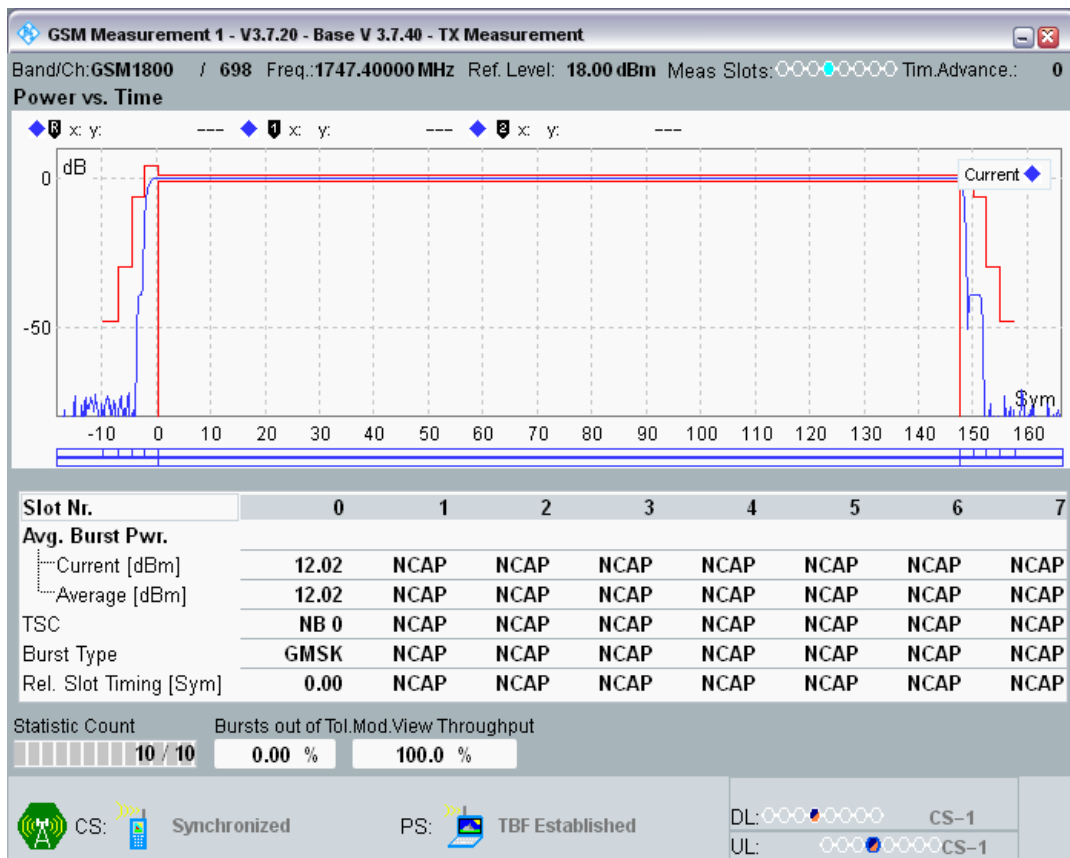 GSM Measurement 1 - V3.7.20 - Base V 3.7.40 - TX Measurement
Band/Ch:GSM1800 / 698 Freq.:1747.40000 MHz Ref. Level: 18.00 dBm Meas Slots: Tim.Advance.: 0
Power vs. Time
R x: y: --- 1 x: y: --- 2 x: y: ---
dB
Current
0
-50
Sym
-10 0 10 20 30 40 50 60 70 80 90 100 110 120 130 140 150 160
Slot Nr. 0 1 2 3 4 5 6 7
Avg. Burst Pwr.
Current [dBm] 12.02 NCAP NCAP NCAP NCAP NCAP NCAP NCAP
Average [dBm] 12.02 NCAP NCAP NCAP NCAP NCAP NCAP NCAP
TSC NB 0 NCAP NCAP NCAP NCAP NCAP NCAP NCAP
Burst Type GMSK NCAP NCAP NCAP NCAP NCAP NCAP NCAP
Rel. Slot Timing [Sym] 0.00 NCAP NCAP NCAP NCAP NCAP NCAP NCAP
Statistic Count Bursts out of Tol.Mod.View Throughput
10 / 10 0.00 % 100.0 %
CS: Synchronized PS: TBF Established
DL: CS-1
UL: CS-1